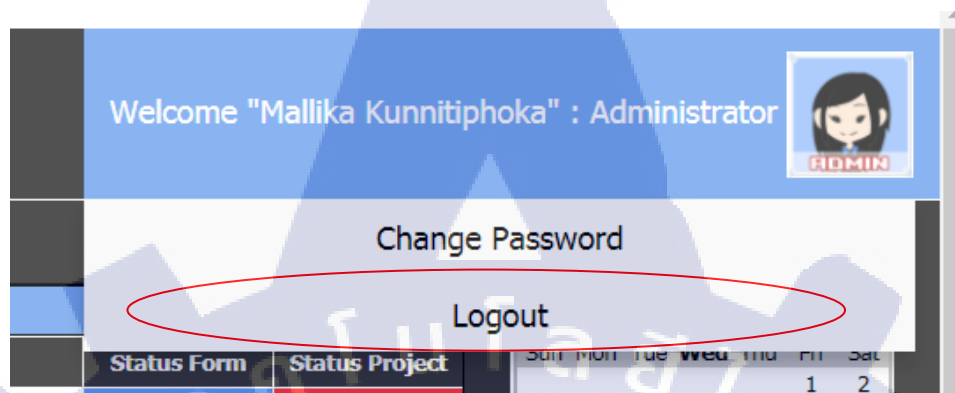 Welcome "Mallika Kunnitiphoka" : Administrator
ADMIN
Change Password
Logout
Status Form Status Project
Sun Mon Tue Wed Thu Fri Sat
1 2